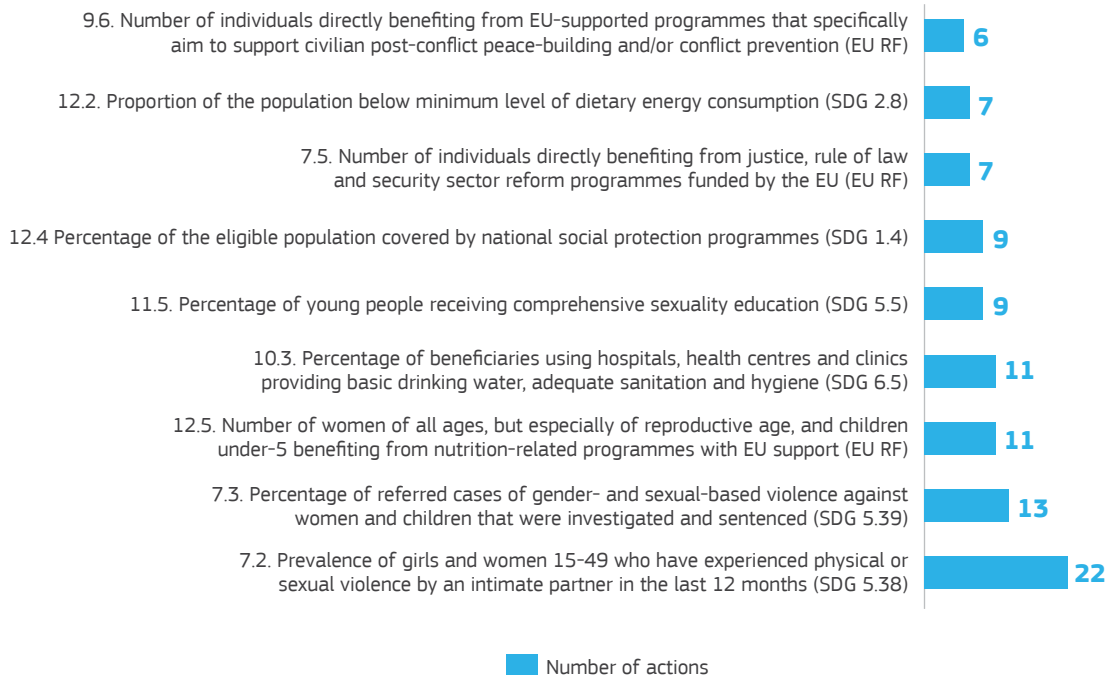 9.6. Number of individuals directly benefiting from EU-supported programmes that specifically
aim to support civilian post-conflict peace-building and/or conflict prevention (EU RF)
6
12.2. Proportion of the population below minimum level of dietary energy consumption (SDG 2.8)
7
7.5. Number of individuals directly benefiting from justice, rule of law
and security sector reform programmes funded by the EU (EU RF)
7
12.4 Percentage of the eligible population covered by national social protection programmes (SDG 1.4)
9
11.5. Percentage of young people receiving comprehensive sexuality education (SDG 5.5)
9
10.3. Percentage of beneficiaries using hospitals, health centres and clinics
providing basic drinking water, adequate sanitation and hygiene (SDG 6.5)
11
12.5. Number of women of all ages, but especially of reproductive age, and children
under-5 benefiting from nutrition-related programmes with EU support (EU RF)
11
7.3. Percentage of referred cases of gender- and sexual-based violence against
women and children that were investigated and sentenced (SDG 5.39)
13
7.2. Prevalence of girls and women 15-49 who have experienced physical or
sexual violence by an intimate partner in the last 12 months (SDG 5.38)
22
Number of actions